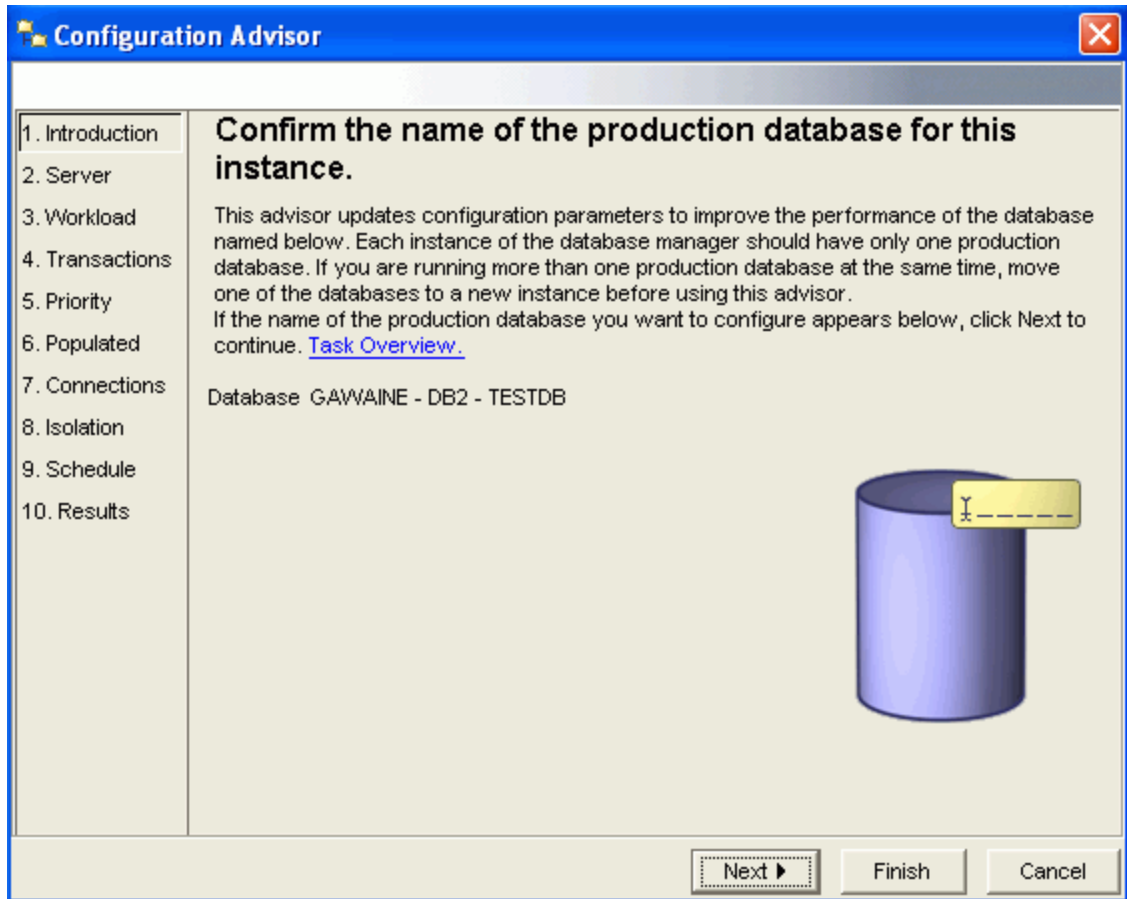 Configuration Advisor
1. Introduction
2. Server
3. Workload
4. Transactions
5. Priority
6. Populated
7. Connections
8. Isolation
9. Schedule
10. Results
Confirm the name of the production database for this
instance.
This advisor updates configuration parameters to improve the performance of the database
named below. Each instance of the database manager should have only one production
database. If you are running more than one production database at the same time, move
one of the databases to a new instance before using this advisor.
If the name of the production database you want to configure appears below, click Next to
continue. Task Overview.
Database GAWAINE - DB2 - TESTDB
Next
Finish
Cancel